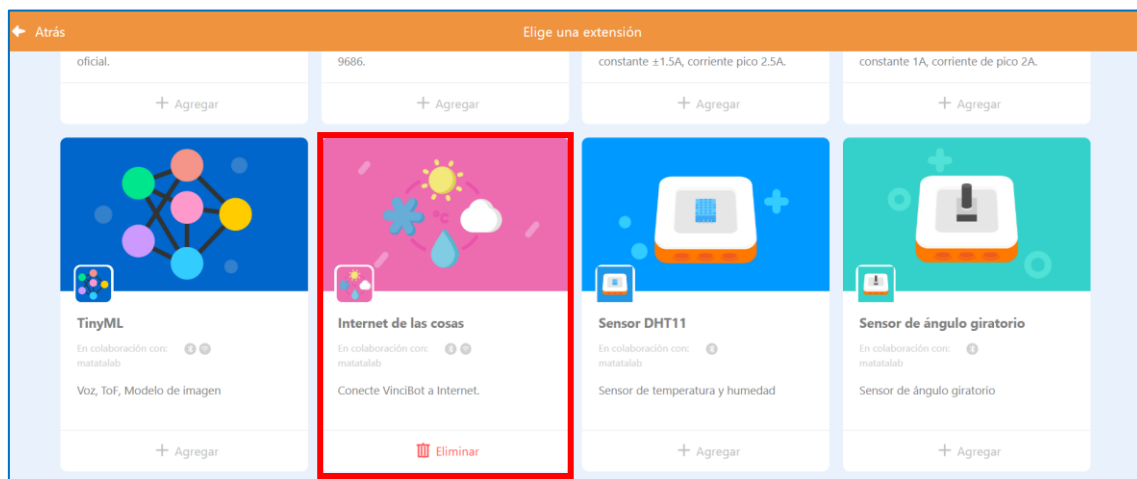 Atrás
Elige una extensión
oficial.
9686.
constante ±1.5A, corriente pico 2.5A.
constante 1A, corriente de pico 2A.
+ Agregar
+ Agregar
+ Agregar
+ Agregar
°C
TinyML
En colaboración con:
matatalab
Voz, ToF, Modelo de imagen
+ Agregar
Internet de las cosas
En colaboración con:
matatalab
Conecte VinciBot a Internet.
Eliminar
Sensor DHT11
En colaboración con:
matatalab
Sensor de temperatura y humedad
+ Agregar
Sensor de ángulo giratorio
En colaboración con:
matatalab
Sensor de ángulo giratorio
+ Agregar